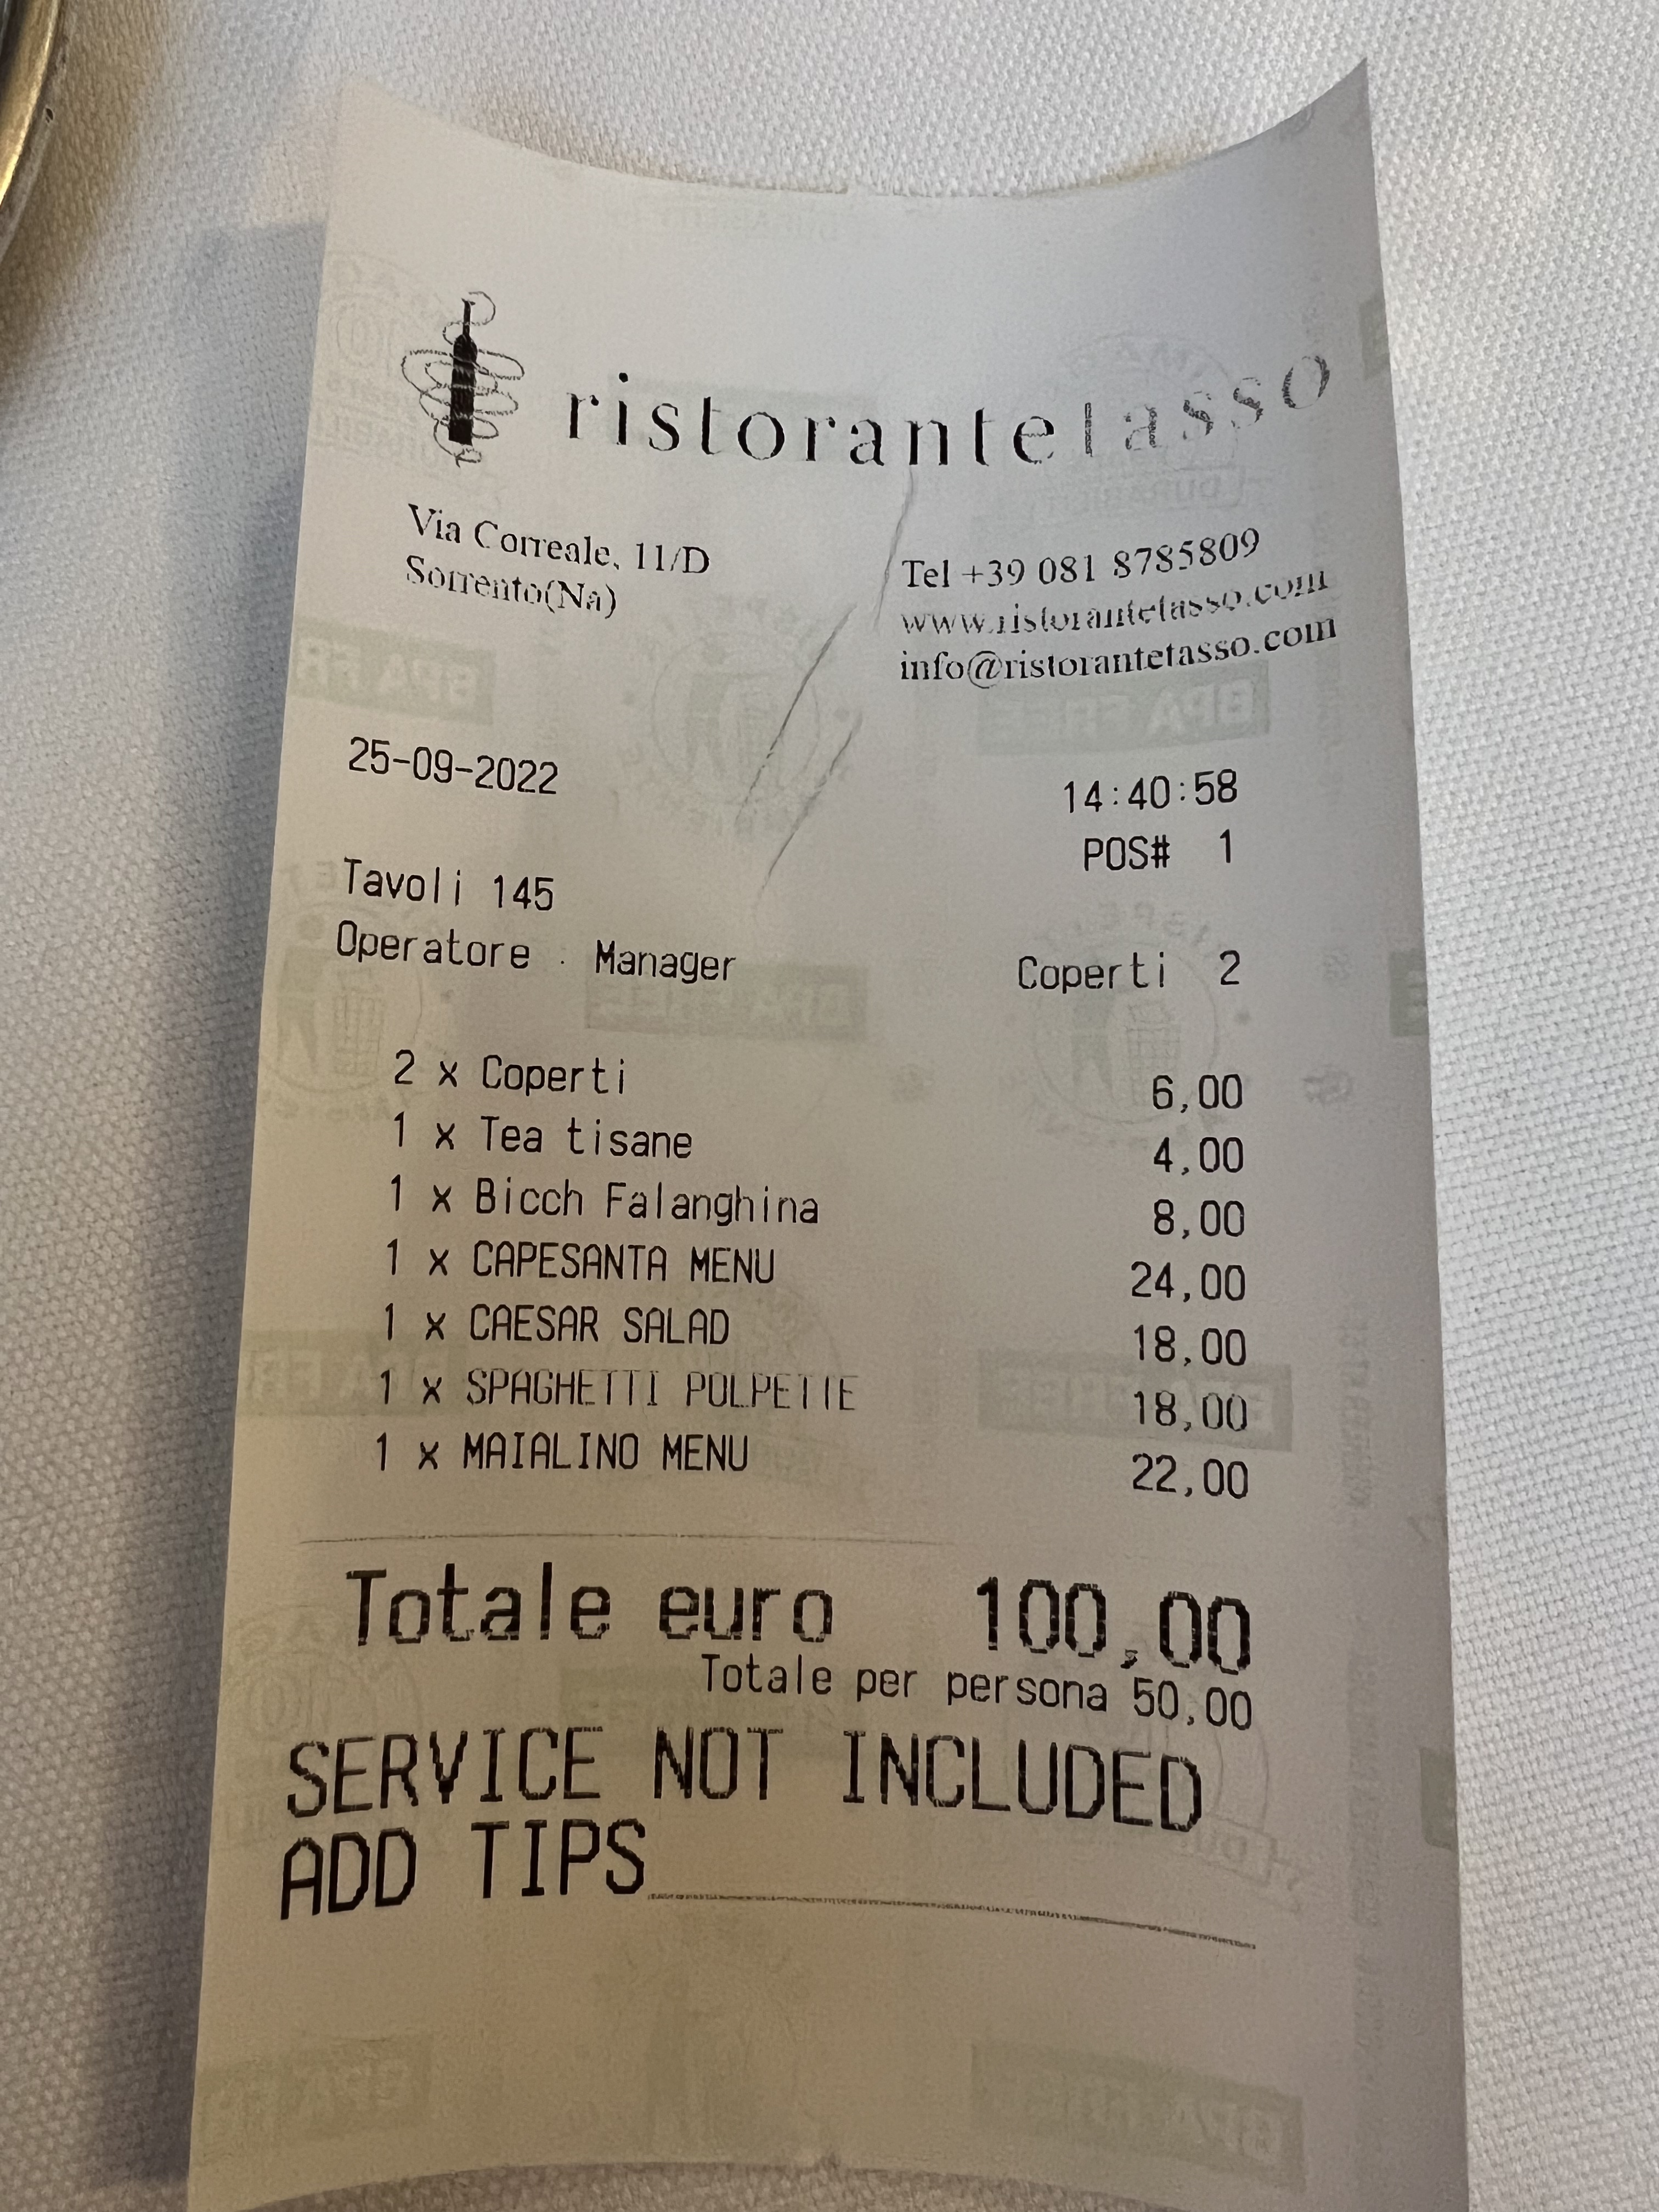 ristorantetasso
Via Correale, 11/D
Sorrento(Na)
Tel +39 081 8785809
www.ristorantetasso.com
info@ristorantetasso.com
25-09-2022 14:40:58
POS# 1
Tavoli 145
Operatore : Manager Coperti 2
2 x Coperti 6,00
1 x Tea tisane 4,00
1 x Bicch Falanghina 8,00
1 x CAPESANTA MENU 24,00
1 x CAESAR SALAD 18,00
1 x SPAGHETTI POLPETTE 18,00
1 x MAIALINO MENU 22,00
Totale euro 100,00
Totale per persona 50,00
SERVICE NOT INCLUDED
ADD TIPS